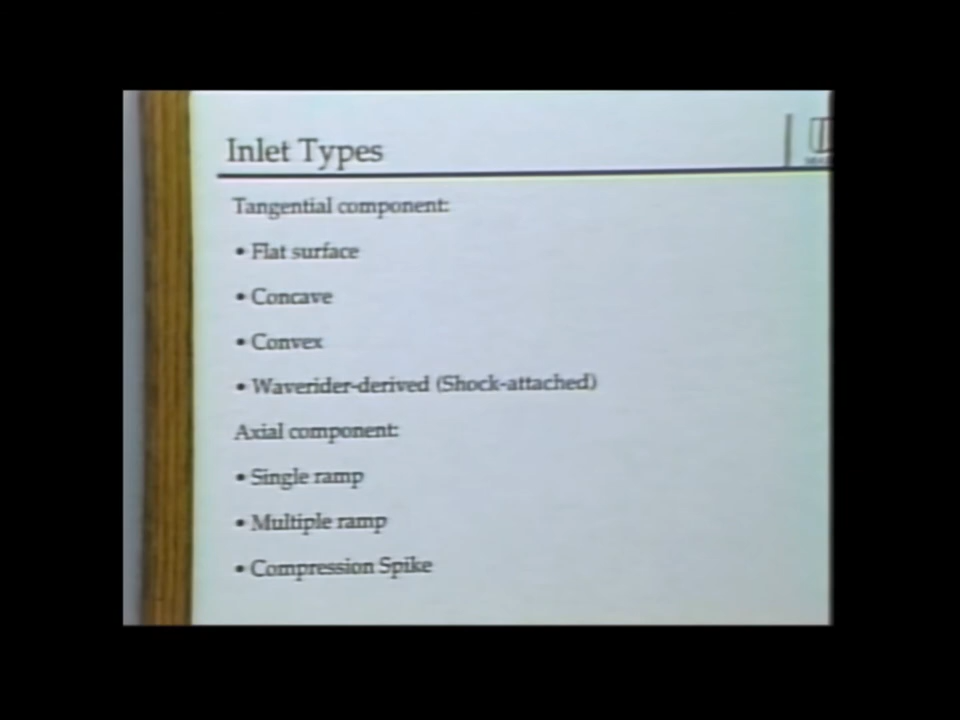 Inlet Types
Tangential component:
• Flat surface
• Concave
• Convex
• Waverider-derived (Shock-attached)
Axial component:
• Single ramp
• Multiple ramp
• Compression Spike